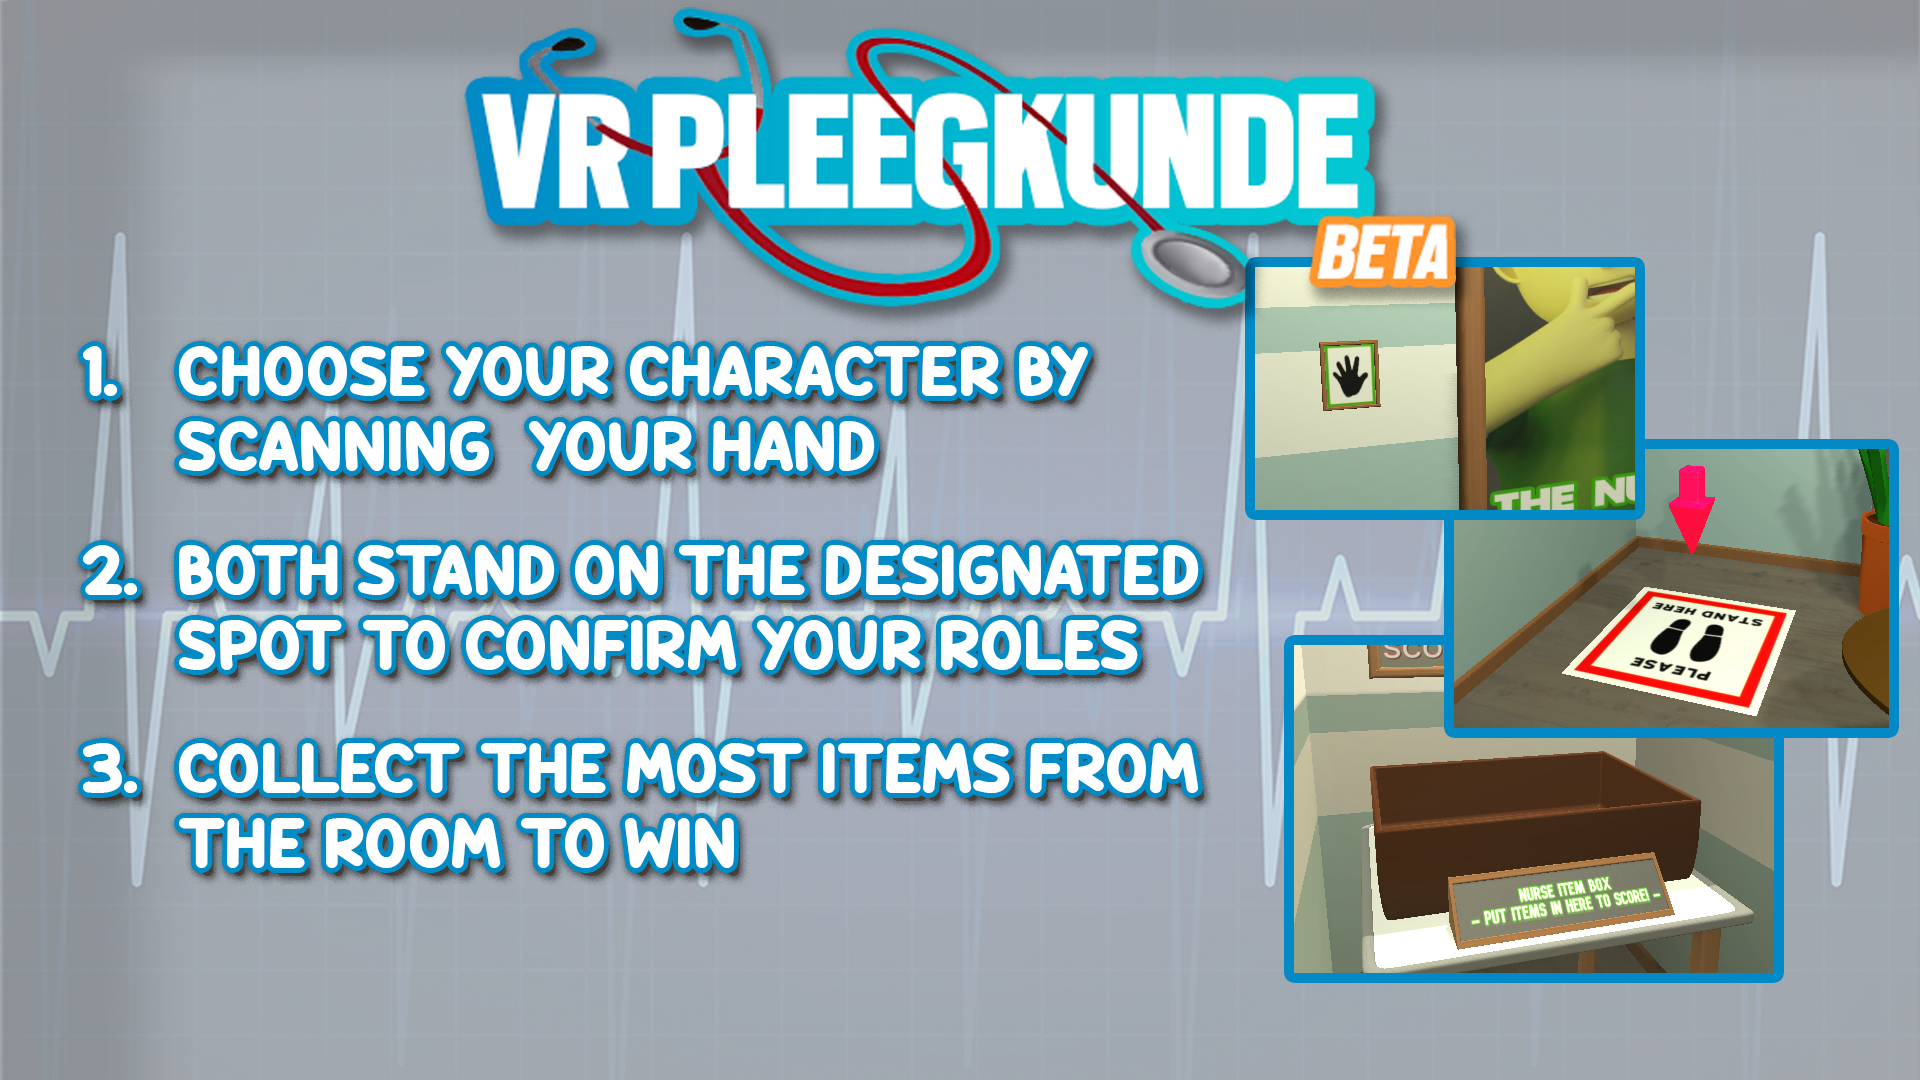 VR PLEEGKUNDE
BETA
1. CHOOSE YOUR CHARACTER BY
SCANNING YOUR HAND
2. BOTH STAND ON THE DESIGNATED
SPOT TO CONFIRM YOUR ROLES
3. COLLECT THE MOST ITEMS FROM
THE ROOM TO WIN
THE NU
PLEASE
STAND HERE
SCO
NURSE ITEM BOX
- PUT ITEMS IN HERE TO SCORE! -